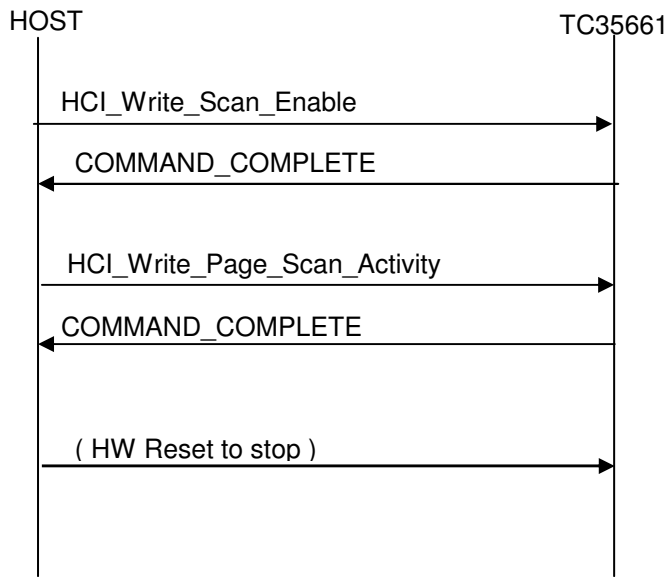 HOST
TC35661
HCI_Write_Scan_Enable
COMMAND_COMPLETE
HCI_Write_Page_Scan_Activity
COMMAND_COMPLETE
( HW Reset to stop )